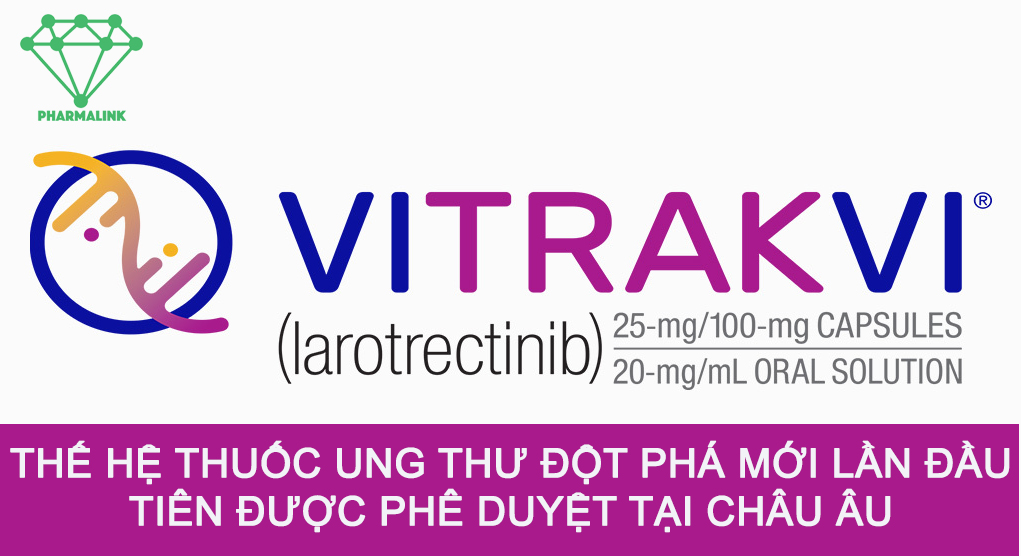 PHARMALINK
VITRAKVI®
(larotrectinib)
25-mg/100-mg CAPSULES
20-mg/mL ORAL SOLUTION
THẾ HỆ THUỐC UNG THƯ ĐỘT PHÁ MỚI LẦN ĐẦU
TIÊN ĐƯỢC PHÊ DUYỆT TẠI CHÂU ÂU